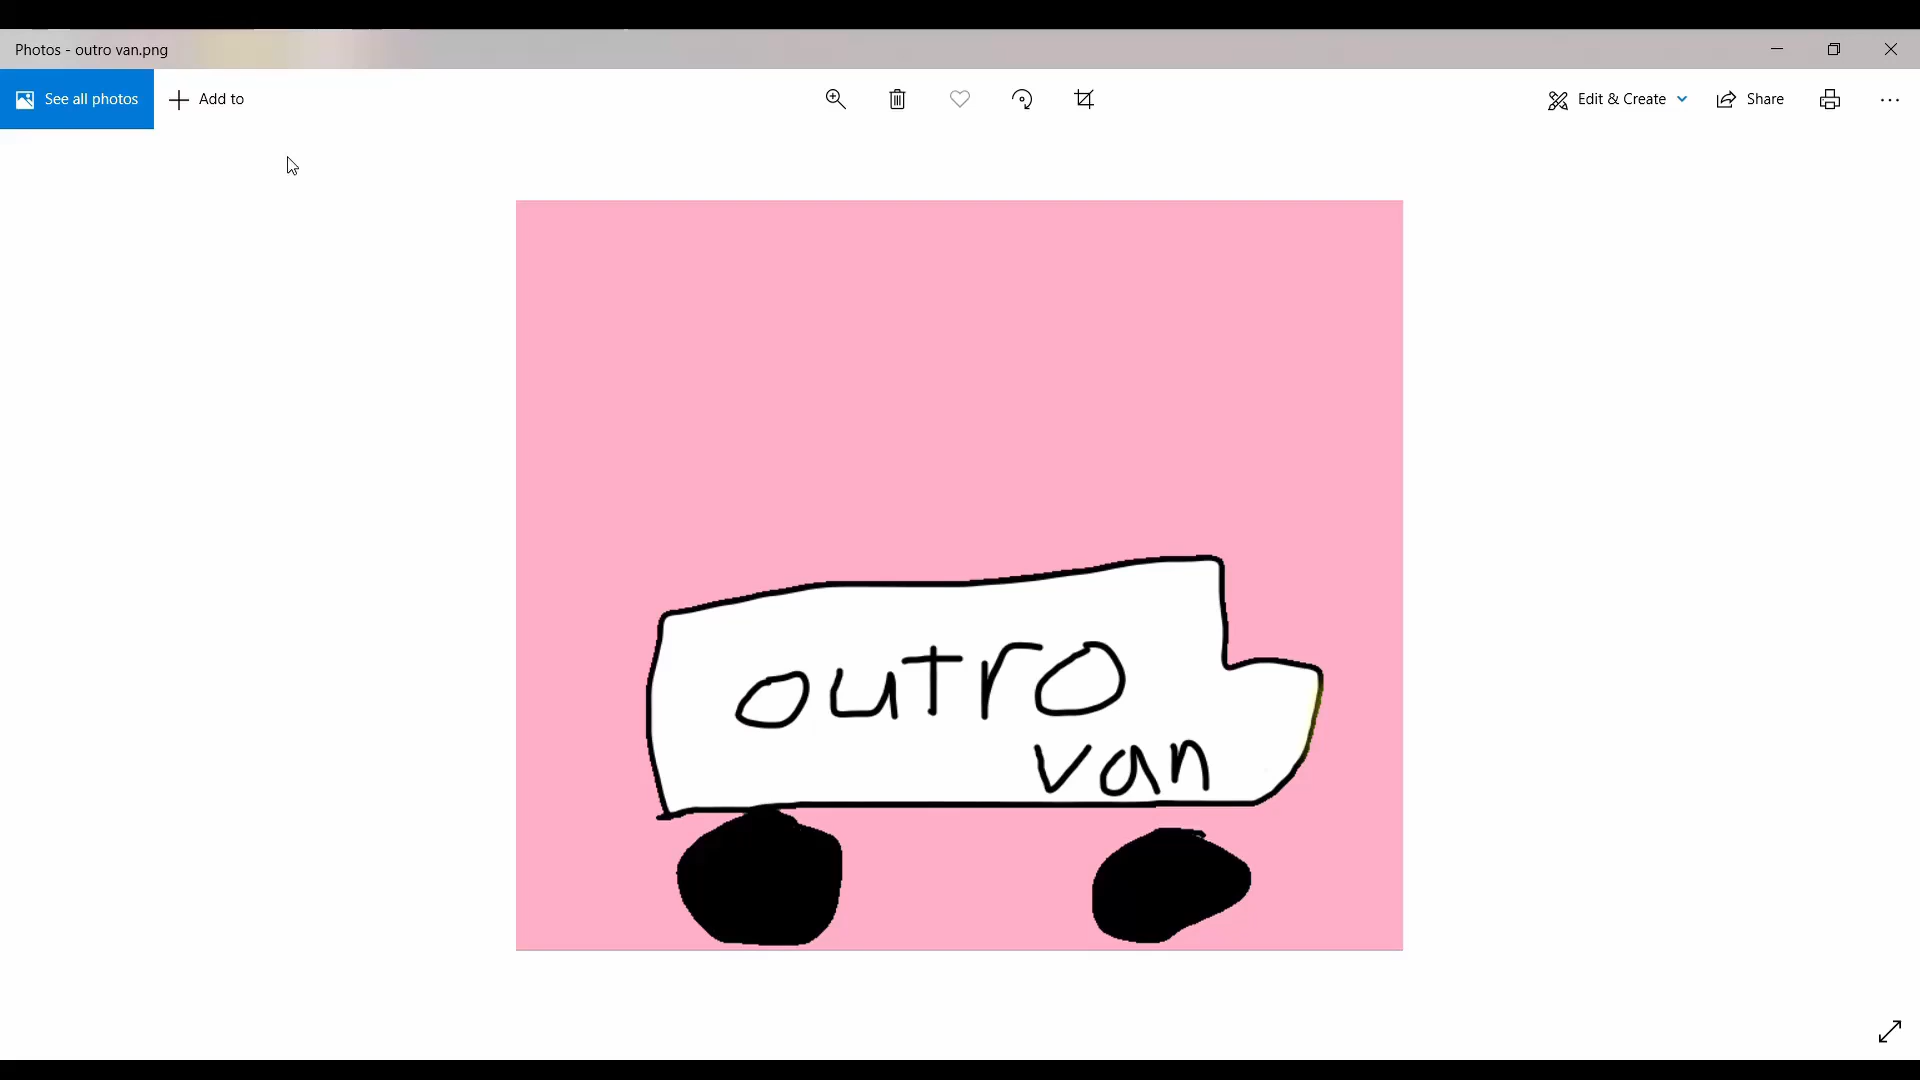 Photos - outro van.png
See all photos
Add to
Edit & Create
Share
outro
van